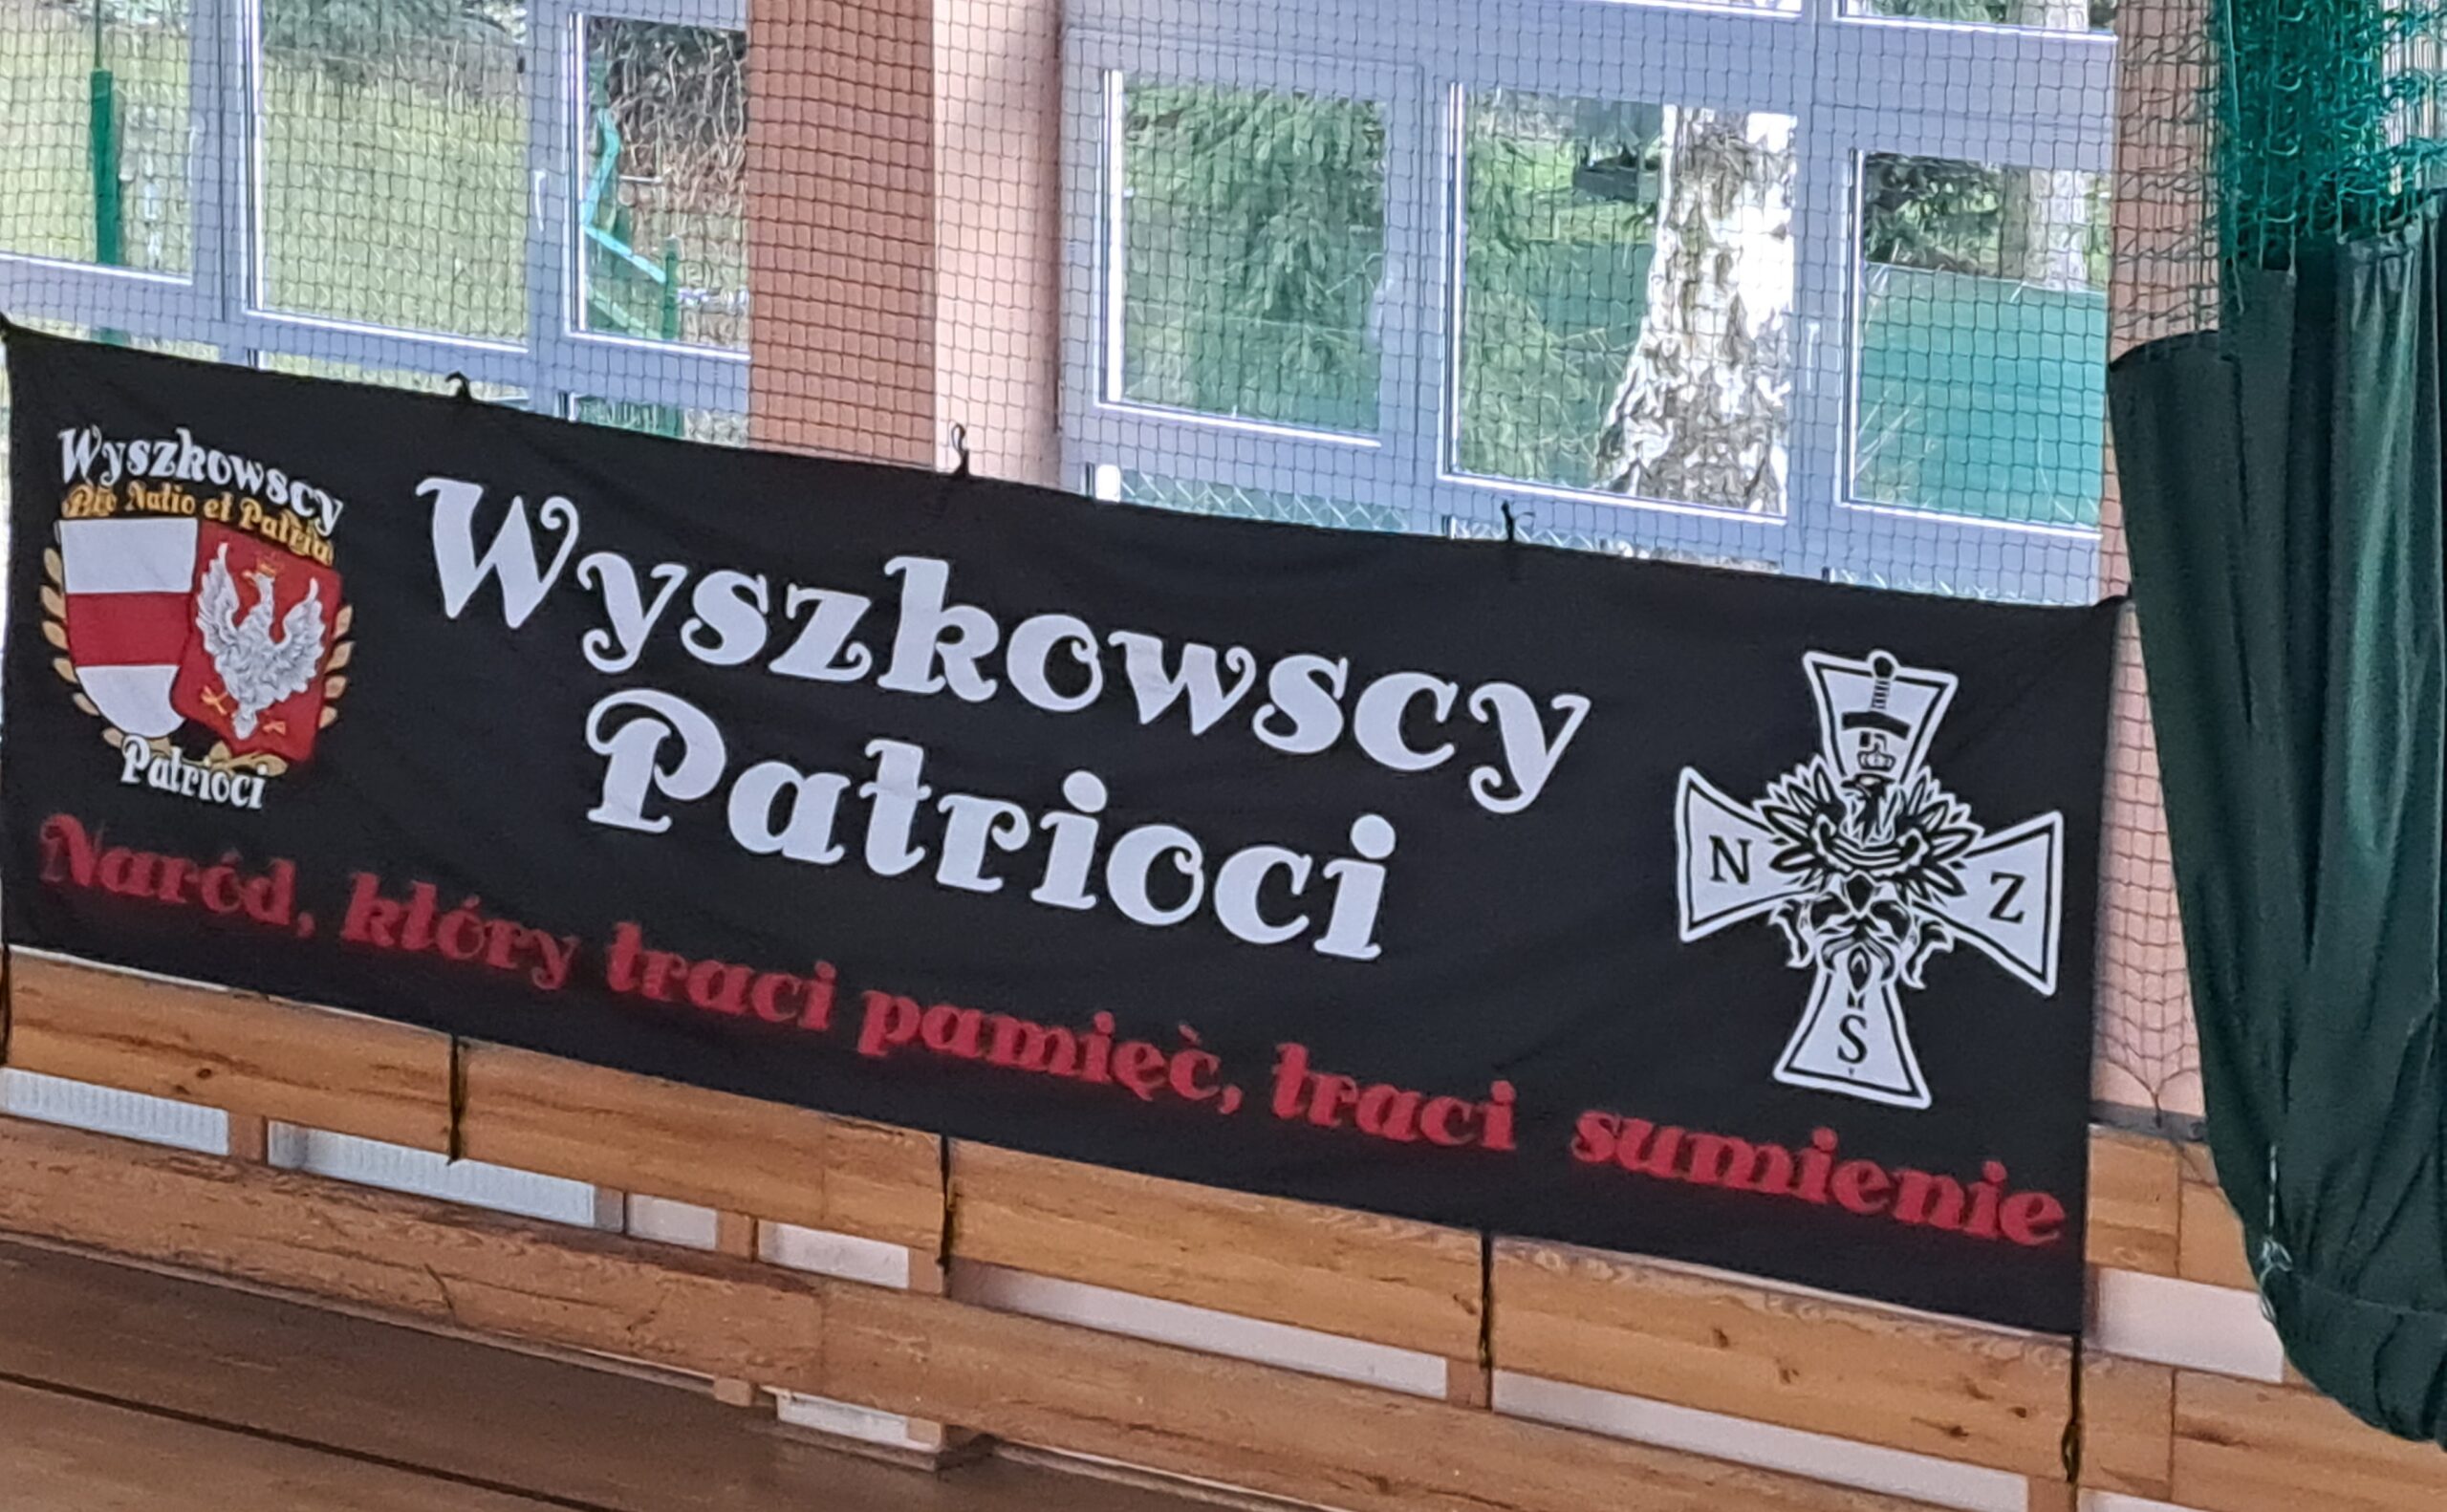 Wyszkowscy
Pro Natio et Patria
Patrioci
Wyszkowscy
Patrioci
N Z
S
Naród, który traci pamięć, traci sumienie